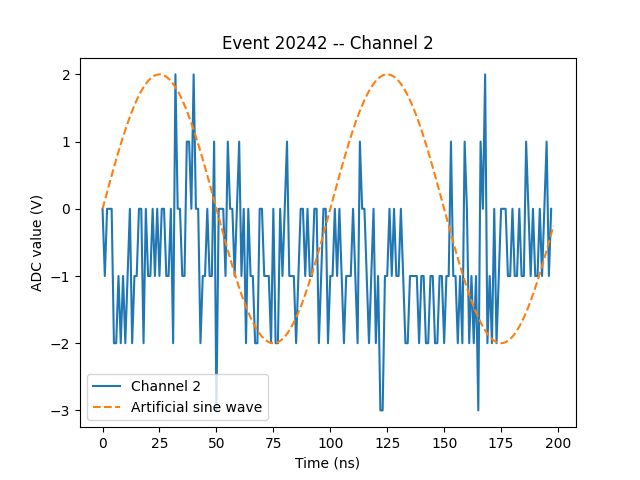 Event 20242 -- Channel 2
ADC value (V)
2
1
0
−1
−2
−3
Channel 2
Artificial sine wave
0 25 50 75 100 125 150 175 200
Time (ns)